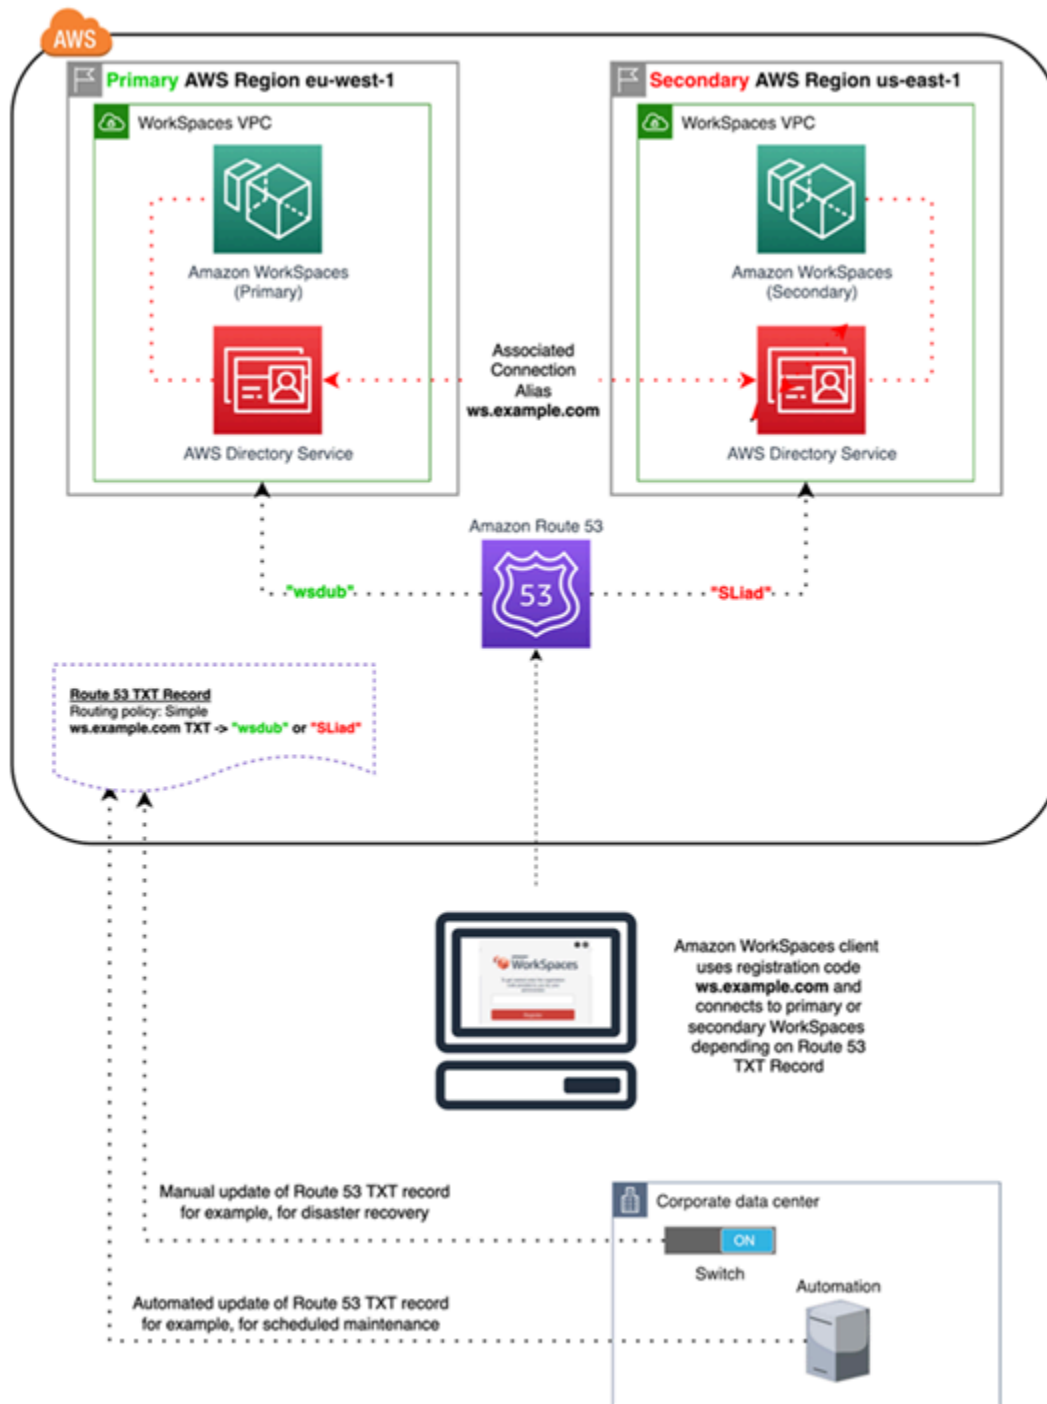 AWS
Primary AWS Region eu-west-1
WorkSpaces VPC
Amazon WorkSpaces
(Primary)
AWS Directory Service
Secondary AWS Region us-east-1
WorkSpaces VPC
Amazon WorkSpaces
(Secondary)
AWS Directory Service
Associated
Connection
Alias
ws.example.com
Amazon Route 53
53
"wsdub"
"SLiad"
Route 53 TXT Record
Routing policy: Simple
ws.example.com TXT -> "wsdub" or "SLiad"
WorkSpaces
Amazon WorkSpaces client
uses registration code
ws.example.com and
connects to primary or
secondary WorkSpaces
depending on Route 53
TXT Record
Manual update of Route 53 TXT record
for example, for disaster recovery
Automated update of Route 53 TXT record
for example, for scheduled maintenance
Corporate data center
ON
Switch
Automation